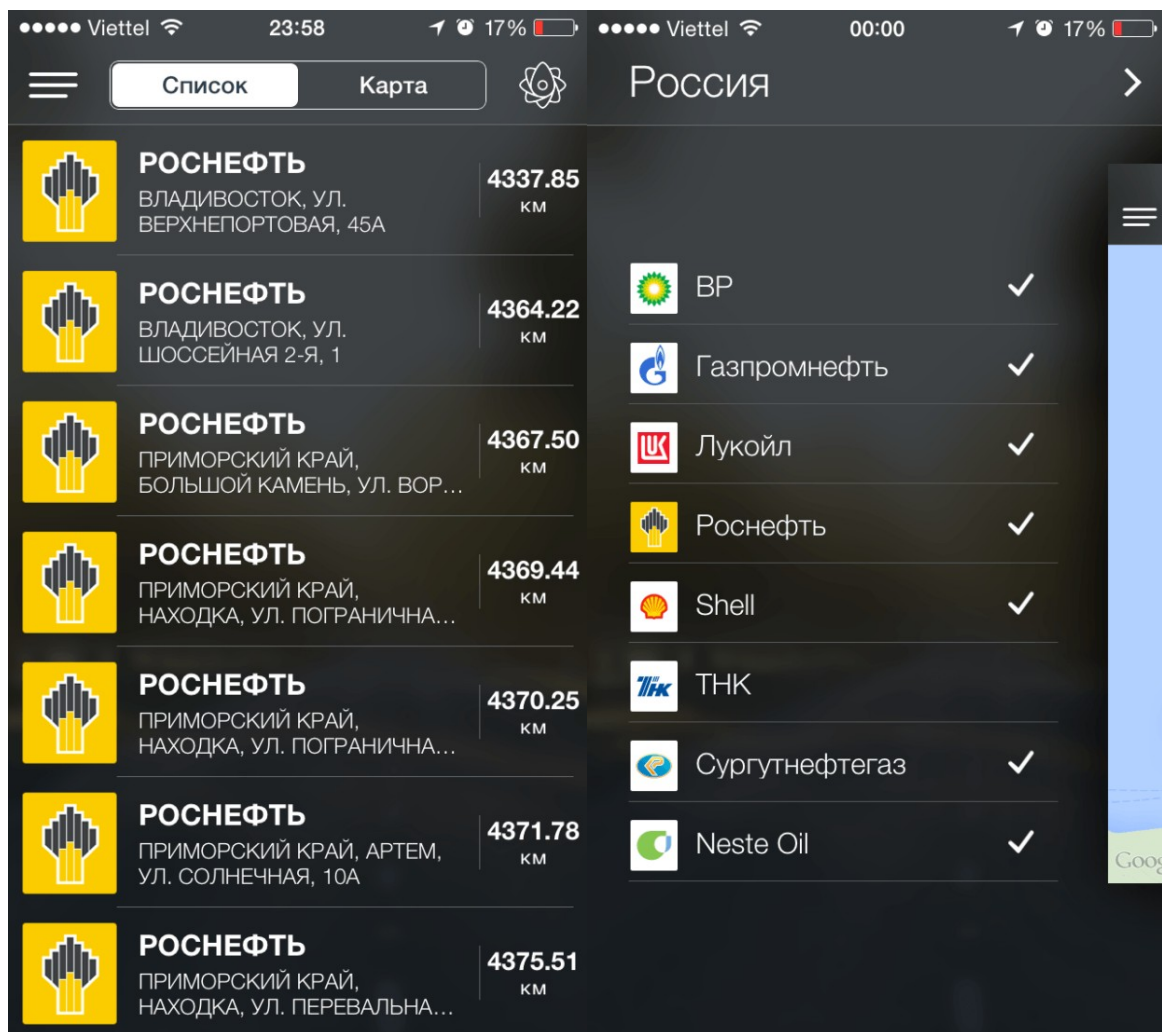 Viettel 23:58 17%
Список Карта
РОСНЕФТЬ
ВЛАДИВОСТОК, УЛ.
ВЕРХНЕПОРТОВАЯ, 45А
4337.85
км
РОСНЕФТЬ
ВЛАДИВОСТОК, УЛ.
ШОССЕЙНАЯ 2-Я, 1
4364.22
км
РОСНЕФТЬ
ПРИМОРСКИЙ КРАЙ,
БОЛЬШОЙ КАМЕНЬ, УЛ. ВОР...
4367.50
км
РОСНЕФТЬ
ПРИМОРСКИЙ КРАЙ,
НАХОДКА, УЛ. ПОГРАНИЧНА...
4369.44
км
РОСНЕФТЬ
ПРИМОРСКИЙ КРАЙ,
НАХОДКА, УЛ. ПОГРАНИЧНА...
4370.25
км
РОСНЕФТЬ
ПРИМОРСКИЙ КРАЙ, АРТЕМ,
УЛ. СОЛНЕЧНАЯ, 10А
4371.78
км
РОСНЕФТЬ
ПРИМОРСКИЙ КРАЙ,
НАХОДКА, УЛ. ПЕРЕВАЛЬНА...
4375.51
км
Viettel 00:00 17%
Россия
BP
Газпромнефть
Лукойл
Роснефть
Shell
ТНК
ТНК
Сургутнефтегаз
Neste Oil
Goog